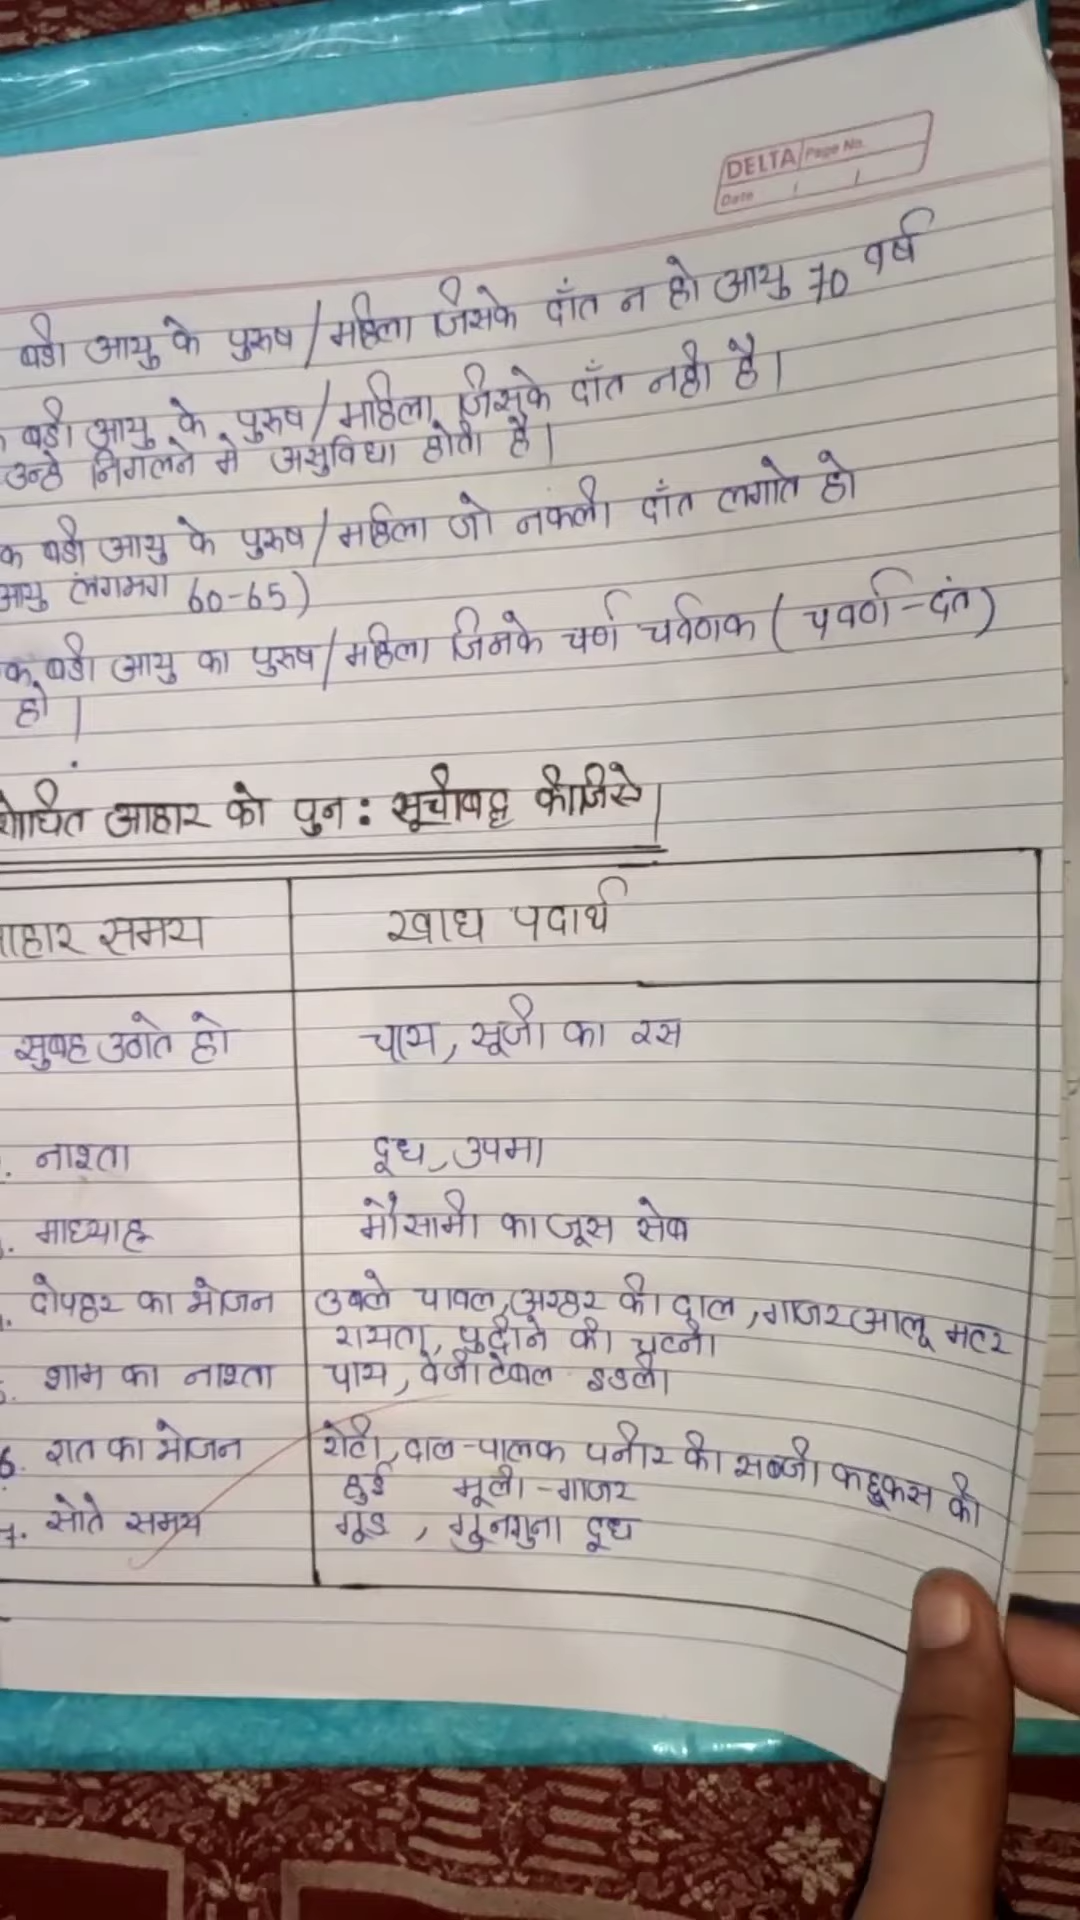 DELTA Page No.
Date / /
बडी आयु के पुरुष / महिला जिसके दाँत न हो आयु 70 वर्ष
बडी आयु के पुरुष / महिला जिसके दाँत नही है।
उन्हे निगलने मे असुविधा होती है।
क बडी आयु के पुरुष / महिला जो नकली दाँत लगाते हो
आयु लगभग 60-65)
क बडी आयु का पुरुष / महिला जिनके चर्ण चर्वणक (चवर्ण-दंत)
हो।
शोधित आहार को पुन: सूचीबद्द कीजिये।
आहार समय खाद्य पदार्थ
सुबह उठते हो चाय, सूजी का रस
. नाश्ता दूध, उपमा
. माध्याह मौसामी का जूस सेब
. दोपहर का भोजन उबले चावल, अरहर की दाल, गाजर आलू मटर
रायता, पुदीने की चटनी
5. शाम का नाश्ता चाय, वेजीटेबल इडली
6. रात का भोजन रोटी, दाल-पालक पनीर की सब्जी कद्दूकस की
हुई मूली-गाजर
7. सोते समय गूड, गुनगुना दूध